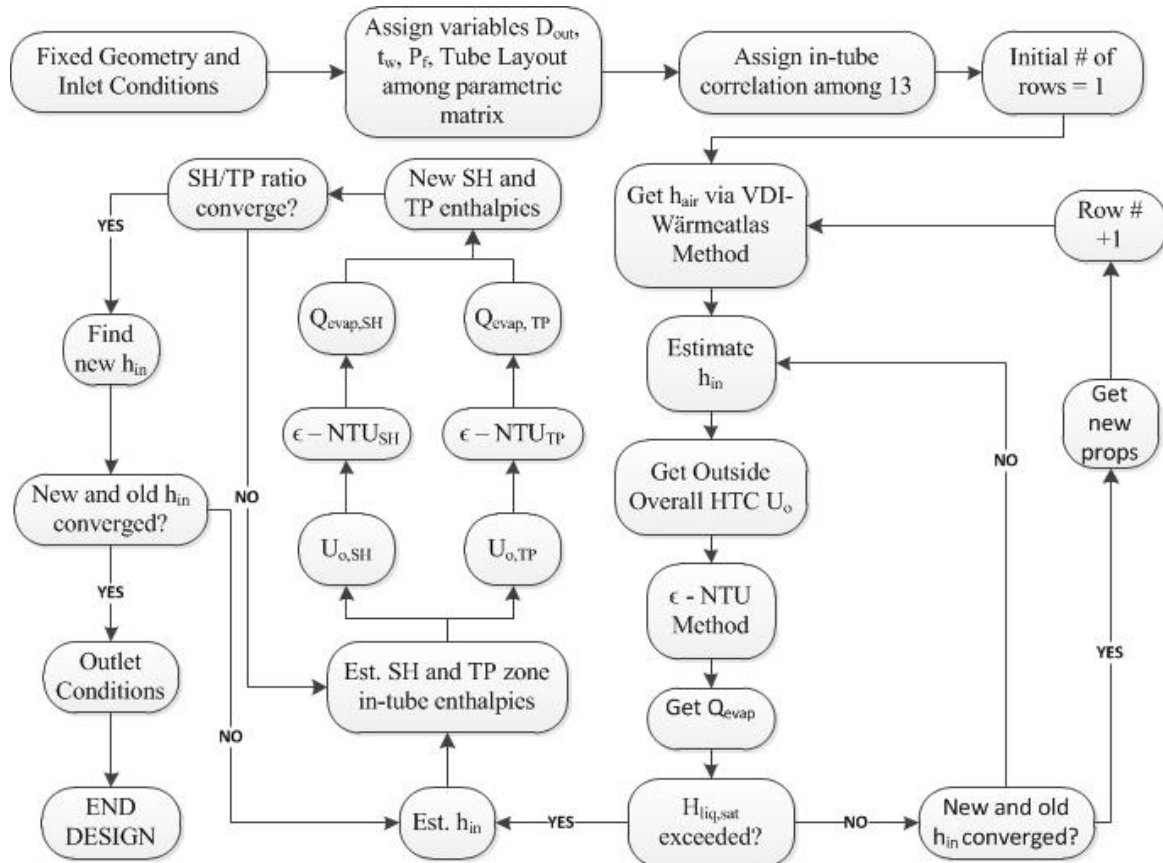 Fixed Geometry and
Inlet Conditions
Assign variables D_out,
t_w, P_f, Tube Layout
among parametric
matrix
Assign in-tube
correlation among 13
Initial # of
rows = 1
SH/TP ratio
converge?
New SH and
TP enthalpies
Get h_air via VDI-
Wärmeatlas
Method
Row #
+1
YES
Q_evap,SH
Q_evap, TP
Find
new h_in
Estimate
h_in
Get
new
props
ϵ – NTU_SH
ϵ – NTU_TP
NO
NO
New and old h_in
converged?
Get Outside
Overall HTC U_o
U_o,SH
U_o,TP
YES
ϵ - NTU
Method
YES
Outlet
Conditions
Est. SH and TP zone
in-tube enthalpies
Get Q_evap
NO
END
DESIGN
Est. h_in
YES
H_liq,sat
exceeded?
NO
New and old
h_in converged?